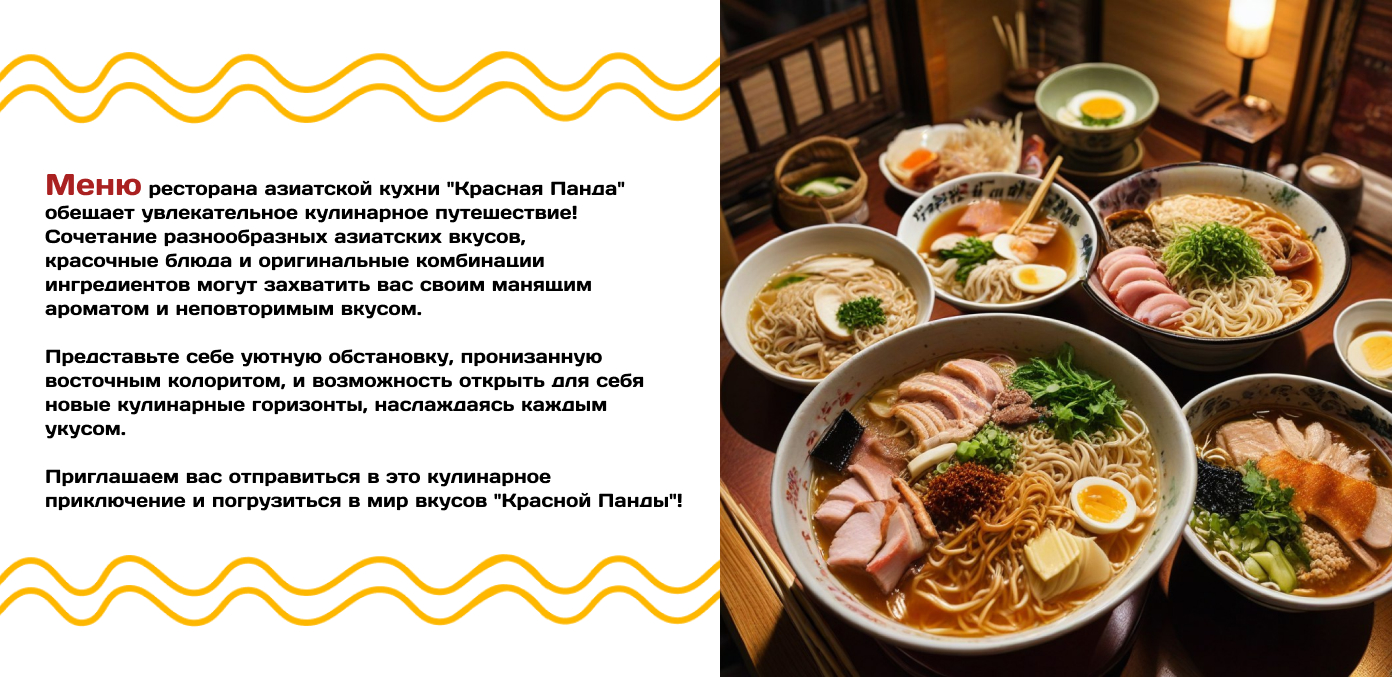 Меню ресторана азиатской кухни "Красная Панда"
обещает увлекательное кулинарное путешествие!
Сочетание разнообразных азиатских вкусов,
красочные блюда и оригинальные комбинации
ингредиентов могут захватить вас своим манящим
ароматом и неповторимым вкусом.
Представьте себе уютную обстановку, пронизанную
восточным колоритом, и возможность открыть для себя
новые кулинарные горизонты, наслаждаясь каждым
укусом.
Приглашаем вас отправиться в это кулинарное
приключение и погрузиться в мир вкусов "Красной Панды"!